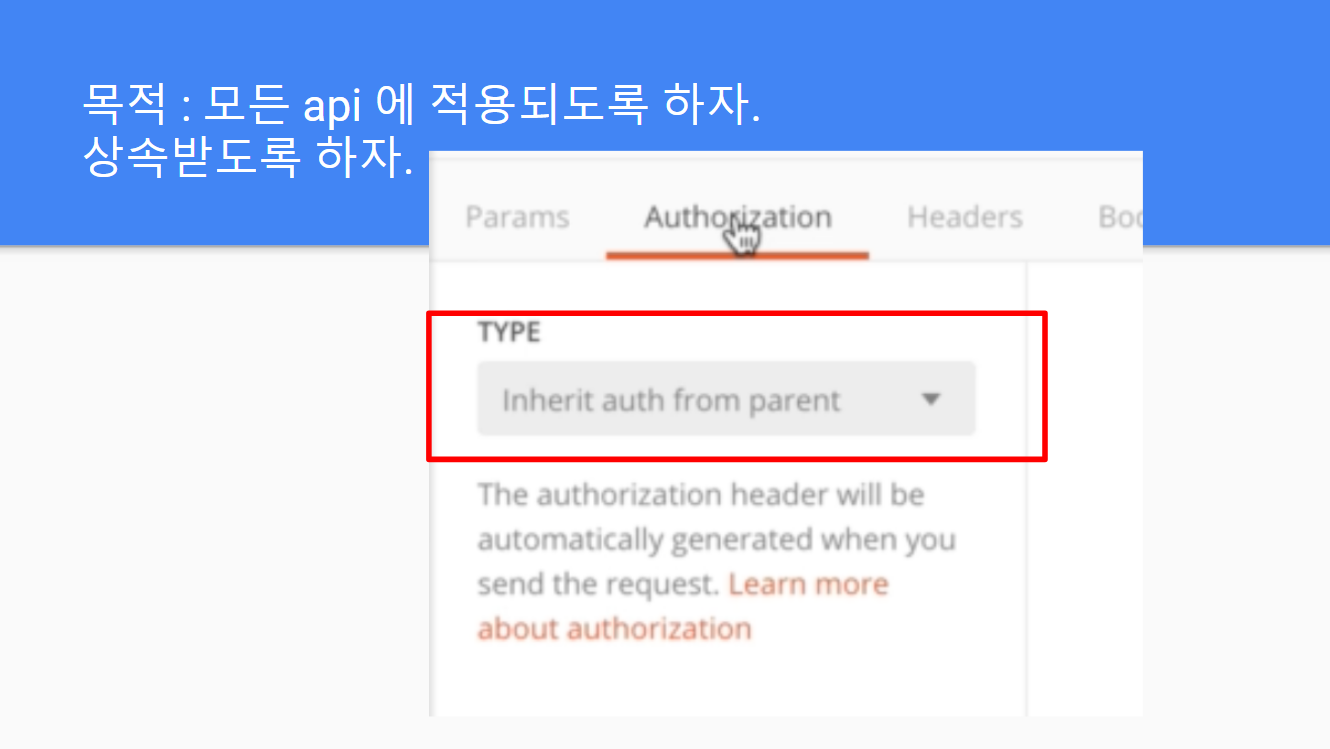 목적 : 모든 api 에 적용되도록 하자.
상속받도록 하자.
Params Authorization Headers
TYPE
Inherit auth from parent
The authorization header will be
automatically generated when you
send the request. Learn more
about authorization